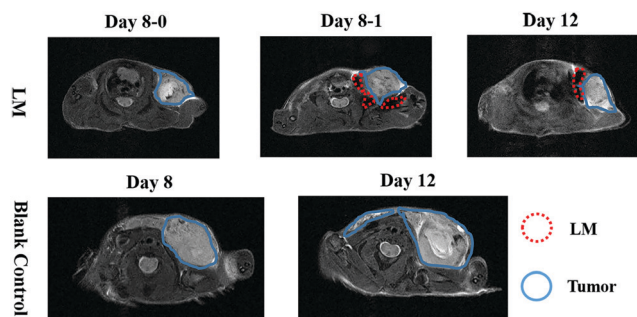 Day 8-0
Day 8-1
Day 12
LM
Day 8
Day 12
Blank Control
LM
Tumor